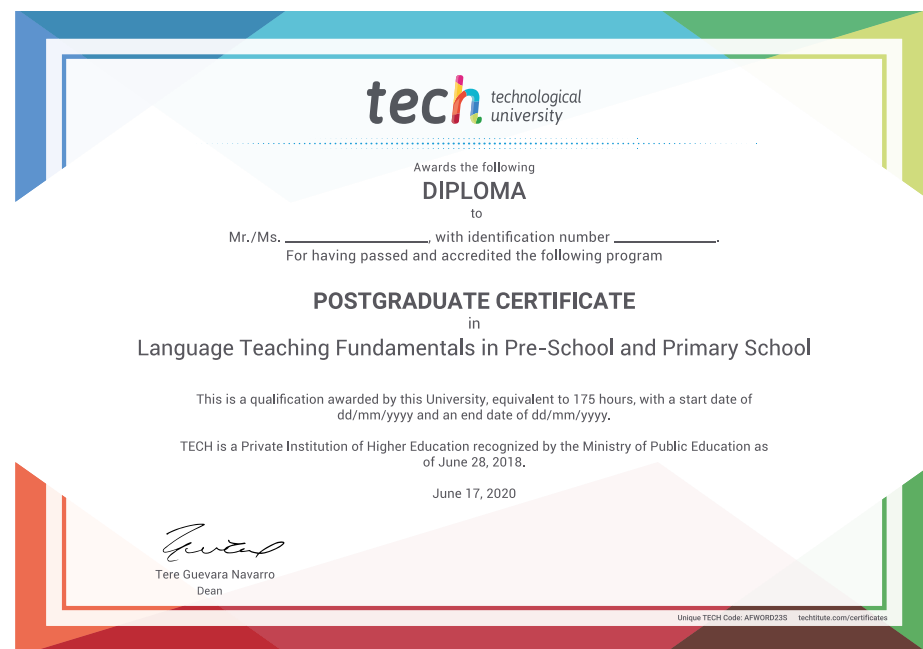 tech technological
university
Awards the following
DIPLOMA
to
Mr./Ms. ____________________, with identification number ______________.
For having passed and accredited the following program
POSTGRADUATE CERTIFICATE
in
Language Teaching Fundamentals in Pre-School and Primary School
This is a qualification awarded by this University, equivalent to 175 hours, with a start date of
dd/mm/yyyy and an end date of dd/mm/yyyy.
TECH is a Private Institution of Higher Education recognized by the Ministry of Public Education as
of June 28, 2018.
June 17, 2020
Tere Guevara Navarro
Dean
Unique TECH Code: AFWORD23S techtitute.com/certificates